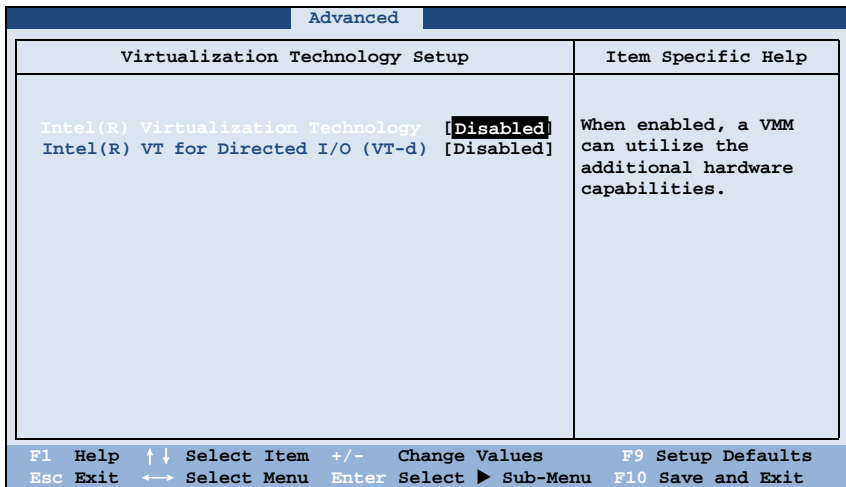 Advanced
Virtualization Technology Setup
Item Specific Help
Intel(R) Virtualization Technology [Disabled]
Intel(R) VT for Directed I/O (VT-d) [Disabled]
When enabled, a VMM
can utilize the
additional hardware
capabilities.
F1 Help ↑↓ Select Item +/- Change Values F9 Setup Defaults
Esc Exit ←→ Select Menu Enter Select ▶ Sub-Menu F10 Save and Exit